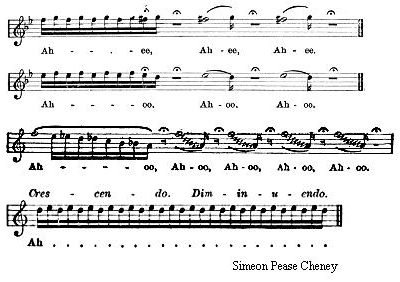 Ah - - - - ee, Ah - ee, Ah - ee.
Ah - - - - oo. Ah - oo. Ah - oo.
Ah - - - - oo, Ah-oo, Ah-oo, Ah-oo, Ah-oo.
Cres - - cen - do. Dim - in - u - endo.
Ah . . . . . . . . . . . . . . .
Simeon Pease Cheney